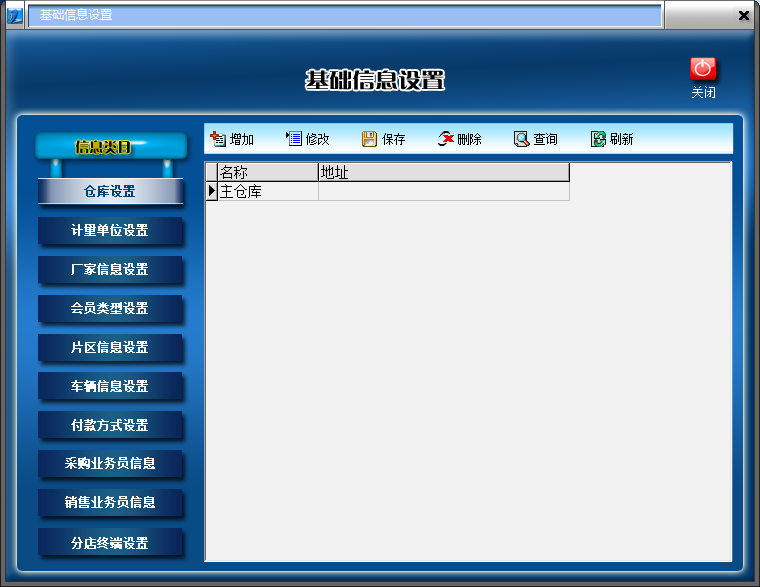 基础信息设置
基础信息设置
关闭
信息类目
增加 修改 保存 删除 查询 刷新
名称 地址
主仓库
仓库设置
计量单位设置
厂家信息设置
会员类型设置
片区信息设置
车辆信息设置
付款方式设置
采购业务员信息
销售业务员信息
分店终端设置